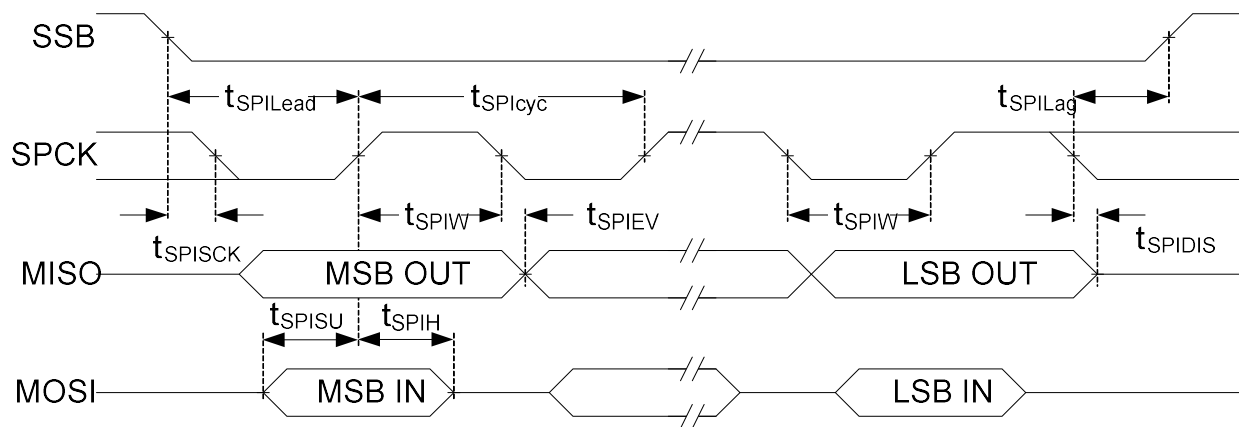 SSB
tSPILead
tSPIcyc
tSPILag
SPCK
tSPIW
tSPIEV
tSPIW
tSPISCK
tSPIDIS
MISO
MSB OUT
LSB OUT
tSPISU
tSPIH
MOSI
MSB IN
LSB IN